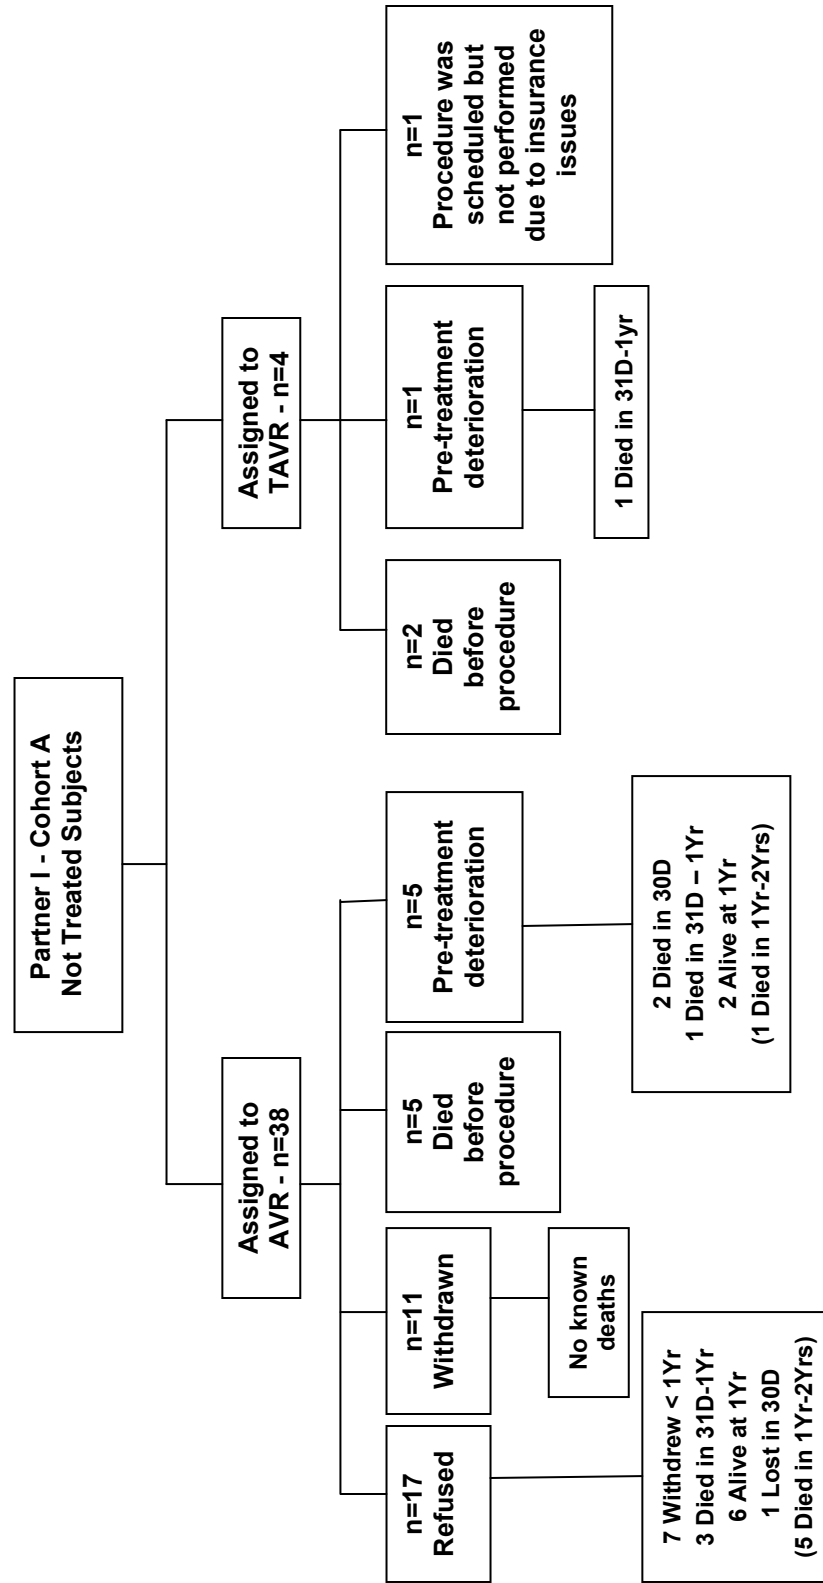 Partner I - Cohort A
Not Treated Subjects
Assigned to
AVR - n=38
Assigned to
TAVR - n=4
n=17
Refused
n=11
Withdrawn
n=5
Died
before
procedure
n=5
Pre-treatment
deterioration
n=2
Died
before
procedure
n=1
Pre-treatment
deterioration
n=1
Procedure was
scheduled but
not performed
due to insurance
issues
7 Withdrew < 1Yr
3 Died in 31D-1Yr
6 Alive at 1Yr
1 Lost in 30D
(5 Died in 1Yr-2Yrs)
No known
deaths
2 Died in 30D
1 Died in 31D – 1Yr
2 Alive at 1Yr
(1 Died in 1Yr-2Yrs)
1 Died in 31D-1yr